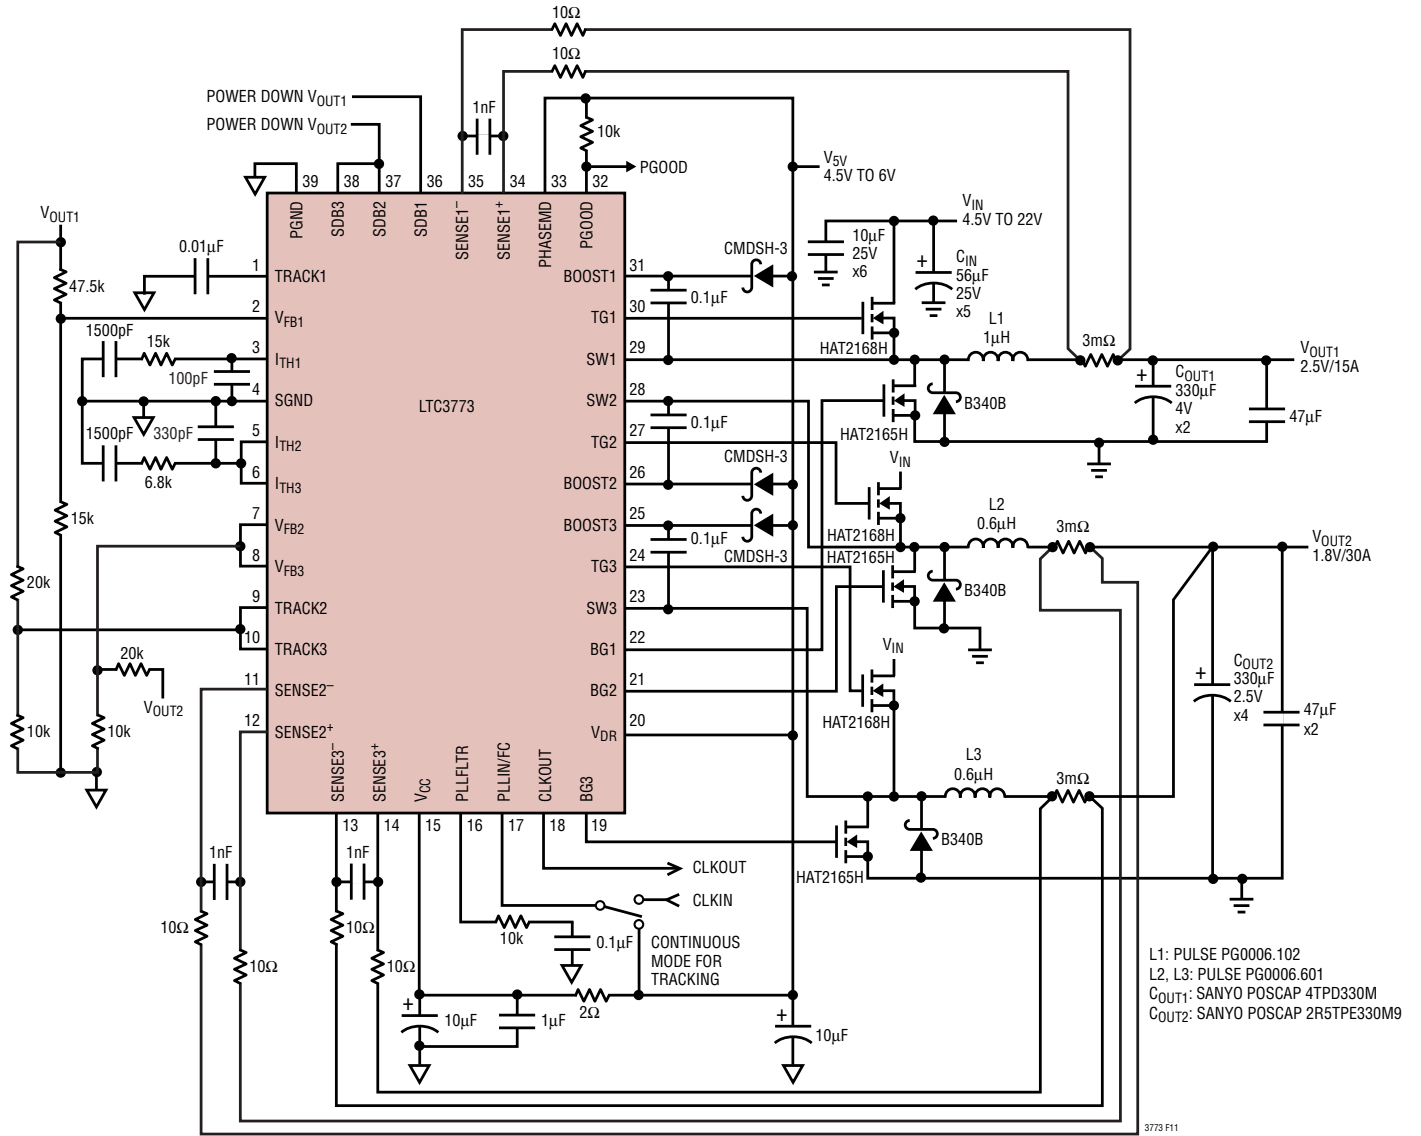 10Ω
10Ω
POWER DOWN VOUT1
POWER DOWN VOUT2
1nF
10k
PGOOD
V5V
4.5V TO 6V
39
38
37
36
35
34
33
32
PGND
SDB3
SDB2
SDB1
SENSE1–
SENSE1+
PHASEMD
PGOOD
VIN
4.5V TO 22V
VOUT1
0.01µF
47.5k
1
TRACK1
2
VFB1
1500pF
15k
3
ITH1
100pF
4
SGND
LTC3773
1500pF
330pF
5
ITH2
6
ITH3
6.8k
15k
7
VFB2
8
VFB3
20k
9
TRACK2
10
TRACK3
20k
VOUT2
11
SENSE2–
12
SENSE2+
10k
10k
31
BOOST1
30
TG1
29
SW1
28
SW2
27
TG2
26
BOOST2
25
BOOST3
24
TG3
23
SW3
22
BG1
21
BG2
20
VDR
0.1µF
0.1µF
0.1µF
CMDSH-3
CMDSH-3
CMDSH-3
10µF
25V
x6
+
CIN
56µF
25V
x5
HAT2168H
L1
1µH
3mΩ
VOUT1
2.5V/15A
HAT2165H
B340B
+
COUT1
330µF
4V
x2
47µF
VIN
HAT2168H
HAT2165H
L2
0.6µH
3mΩ
VOUT2
1.8V/30A
B340B
VIN
HAT2168H
L3
0.6µH
3mΩ
+
COUT2
330µF
2.5V
x4
47µF
x2
HAT2165H
B340B
SENSE3–
SENSE3+
VCC
PLLFLTR
PLLIN/FC
CLKOUT
BG3
13
14
15
16
17
18
19
1nF
1nF
10Ω
10Ω
10Ω
10Ω
CLKOUT
CLKIN
10k
0.1µF
CONTINUOUS
MODE FOR
TRACKING
+
10µF
1µF
2Ω
+
10µF
L1: PULSE PG0006.102
L2, L3: PULSE PG0006.601
COUT1: SANYO POSCAP 4TPD330M
COUT2: SANYO POSCAP 2R5TPE330M9
3773 F11